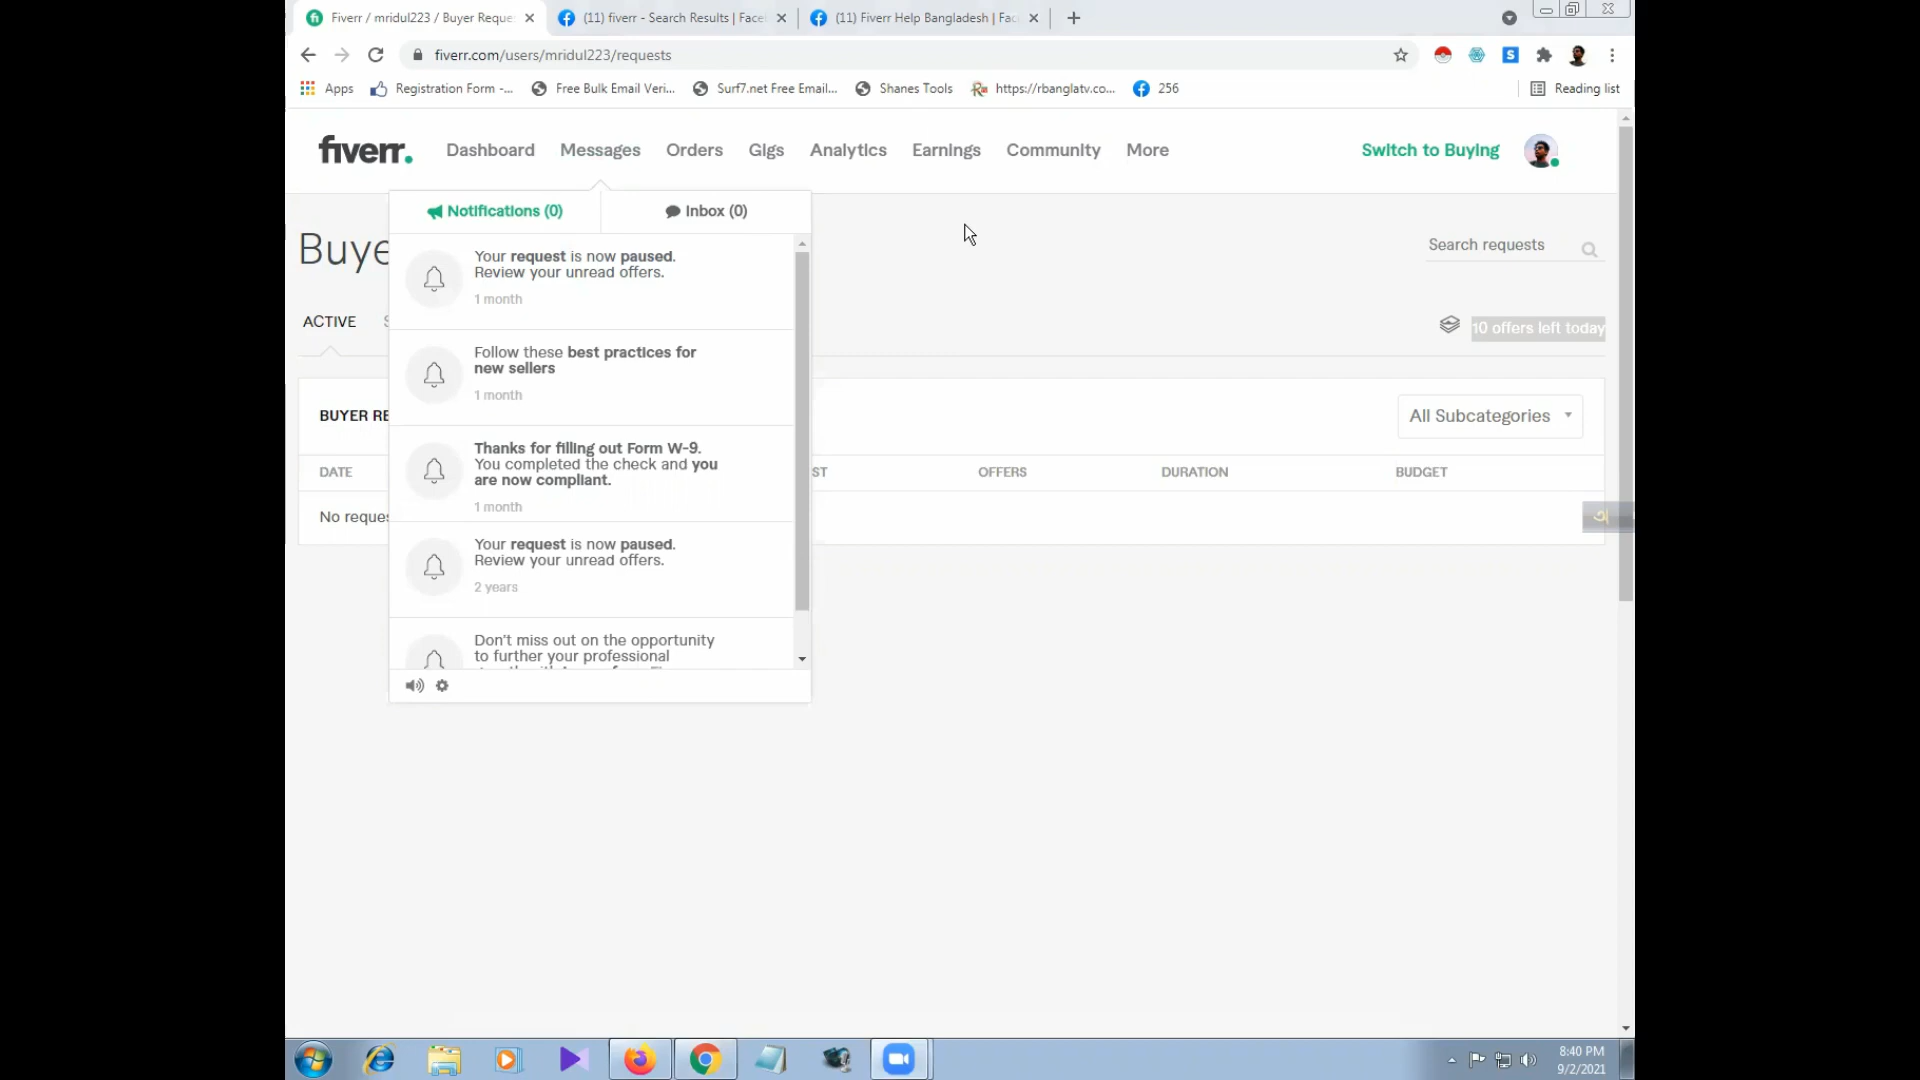 Fiverr / mridul223 / Buyer Reque
(11) fiverr - Search Results | Face
(11) Fiverr Help Bangladesh | Fac
fiverr.com/users/mridul223/requests
Apps
Registration Form -...
Free Bulk Email Veri...
Surf7.net Free Email...
Shanes Tools
https://rbanglatv.co...
256
Reading list
fiverr.
Dashboard
Messages
Orders
Gigs
Analytics
Earnings
Community
More
Switch to Buying
Notifications (0)
Inbox (0)
Buye
Search requests
Your request is now paused.
Review your unread offers.
1 month
ACTIVE
10 offers left today
Follow these best practices for
new sellers
1 month
BUYER RE
All Subcategories
Thanks for filling out Form W-9.
You completed the check and you
are now compliant.
1 month
DATE
ST
OFFERS
DURATION
BUDGET
No reques
অ
Your request is now paused.
Review your unread offers.
2 years
Don't miss out on the opportunity
to further your professional
8:40 PM
9/2/2021